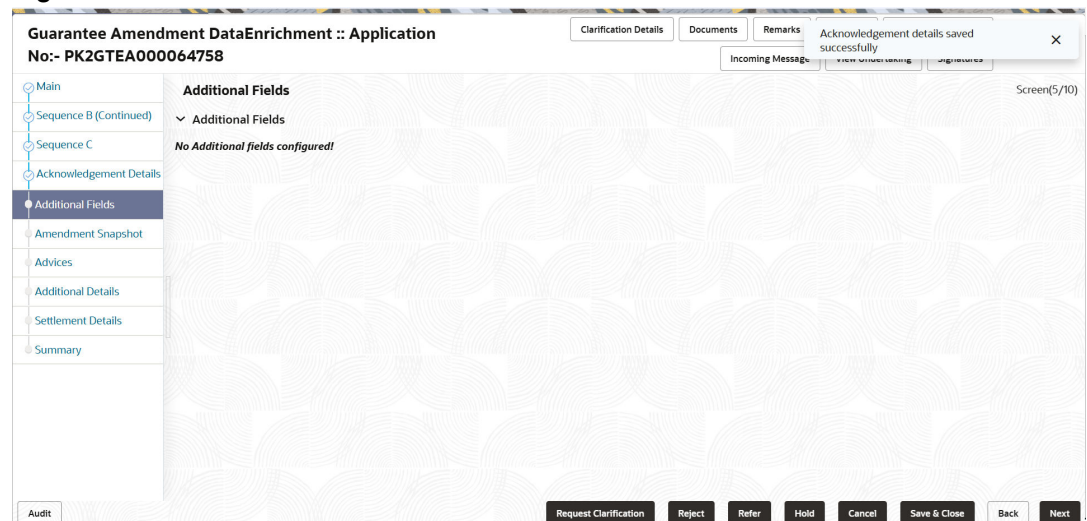 Guarantee Amendment DataEnrichment :: Application
No:- PK2GTEA000064758
Clarification Details
Documents
Remarks
Acknowledgement details saved
successfully
Incoming Message
View Undertaking
Signatures
Main
Sequence B (Continued)
Sequence C
Acknowledgement Details
Additional Fields
Amendment Snapshot
Advices
Additional Details
Settlement Details
Summary
Additional Fields
Screen(5/10)
Additional Fields
No Additional fields configured!
Audit
Request Clarification
Reject
Refer
Hold
Cancel
Save & Close
Back
Next